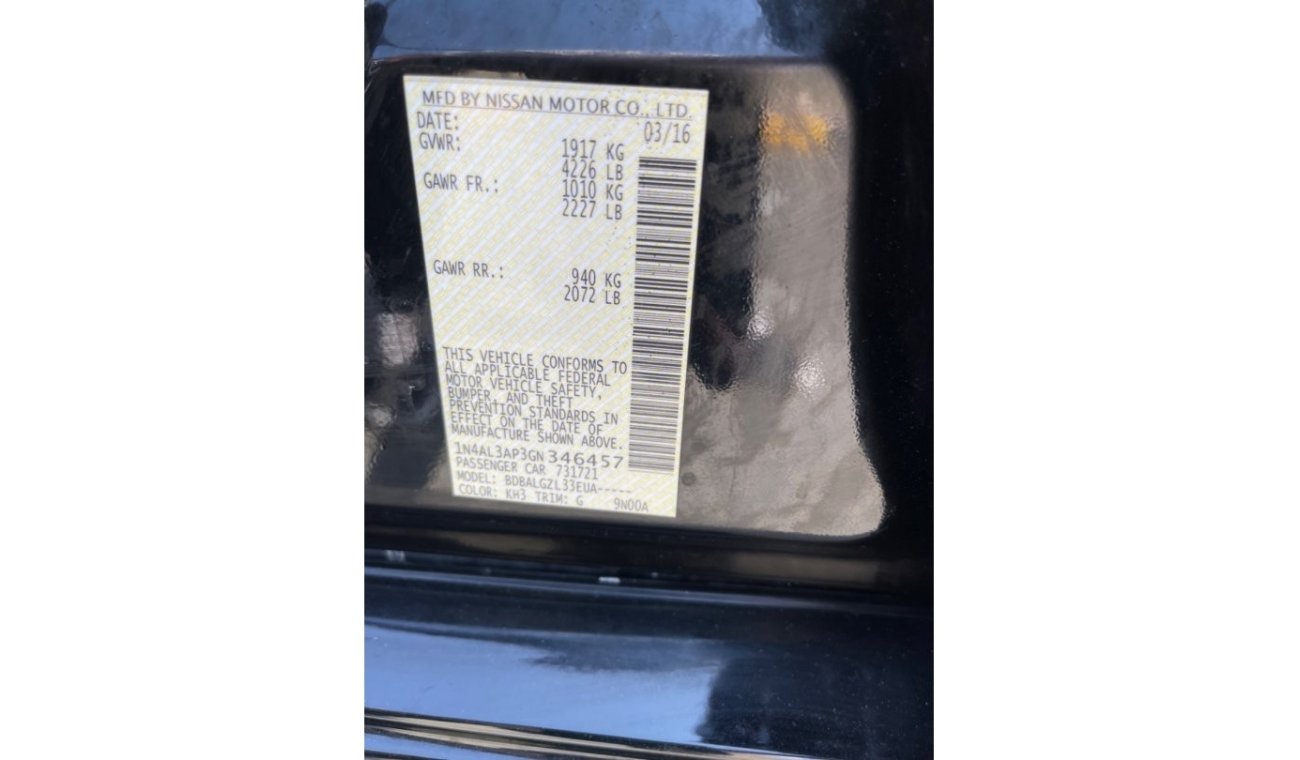 MFD BY NISSAN MOTOR CO., LTD.
DATE: 03/16
GVWR: 1917 KG
4226 LB
GAWR FR.: 1010 KG
2227 LB
GAWR RR.: 940 KG
2072 LB
THIS VEHICLE CONFORMS TO
ALL APPLICABLE FEDERAL
MOTOR VEHICLE SAFETY,
BUMPER, AND THEFT
PREVENTION STANDARDS IN
EFFECT ON THE DATE OF
MANUFACTURE SHOWN ABOVE.
1N4AL3AP3GN346457
PASSENGER CAR 731721
MODEL: BDBALGZL33EUA-----
COLOR: KH3 TRIM: G 9N00A